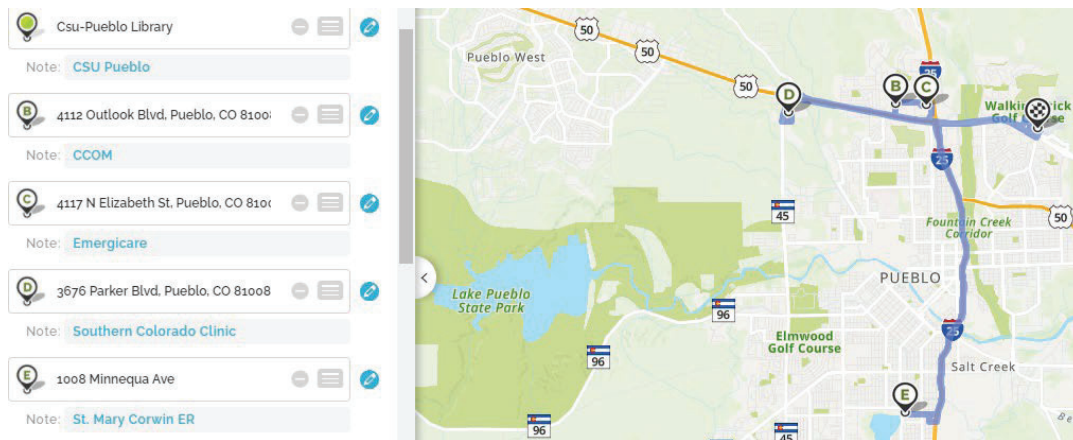 Csu-Pueblo Library
Note: CSU Pueblo
B
4112 Outlook Blvd, Pueblo, CO 8100
Note: CCOM
C
4117 N Elizabeth St, Pueblo, CO 810
Note: Emergicare
D
3676 Parker Blvd, Pueblo, CO 81008
Note: Southern Colorado Clinic
E
1008 Minnequa Ave
Note: St. Mary Corwin ER
50
Pueblo West
50
50
D
B
C
25
Golf
25
45
50
Fountain Creek
Corridor
PUEBLO
Lake Pueblo
State Park
96
Elmwood
Golf Course
25
96
Salt Creek
E
96
45
Be